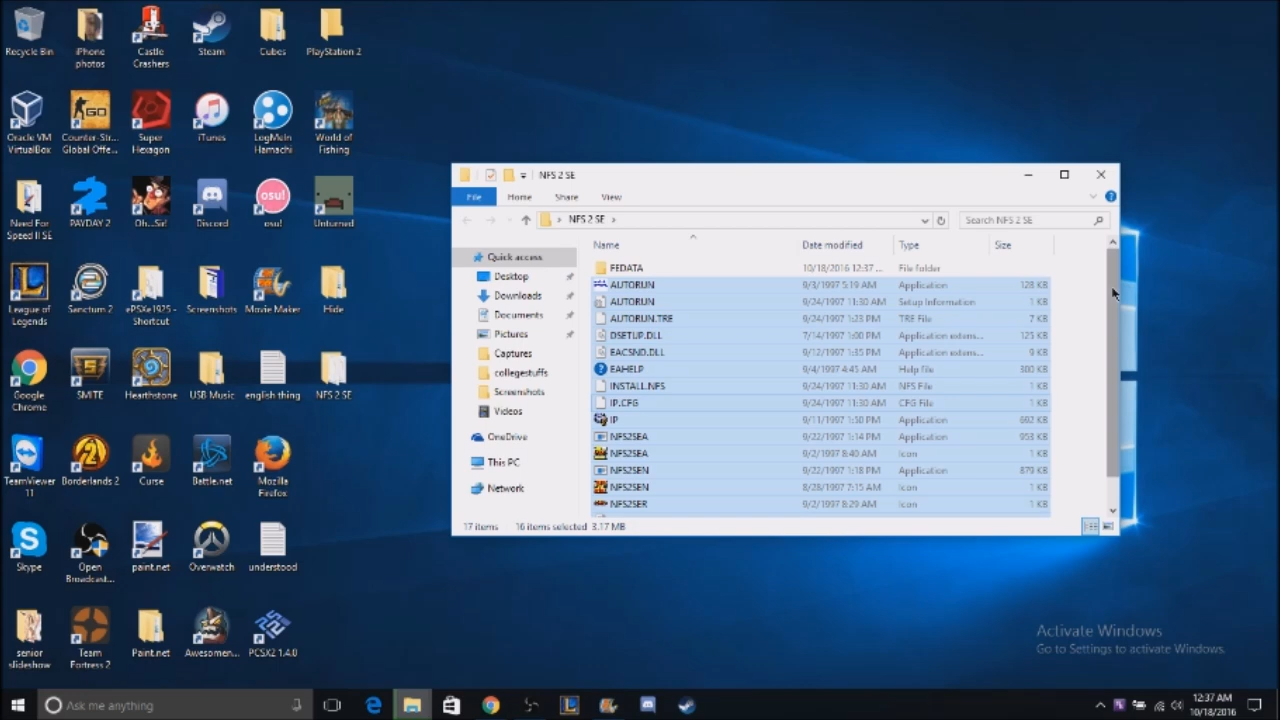 Recycle Bin
iPhone photos
Castle Crashers
Steam
Cubes
PlayStation 2
Oracle VM VirtualBox
Counter-Str... Global Offe...
Super Hexagon
iTunes
LogMeIn Hamachi
World of Fishing
Need For Speed II SE
PAYDAY 2
Oh...Sir!
Discord
osu!
osu!
Unturned
League of Legends
Sanctum 2
ePSXe1925 - Shortcut
Screenshots
Movie Maker
Hide
Google Chrome
SMITE
Hearthstone
USB Music
english thing
NFS 2 SE
TeamViewer 11
Borderlands 2
Curse
Battle.net
Mozilla Firefox
Skype
Open Broadcast...
paint.net
Overwatch
understood
senior slideshow
Team Fortress 2
Paint.net
Awesomen...
PCSX2 1.4.0
NFS 2 SE
File Home Share View
NFS 2 SE
Search NFS 2 SE
Quick access
Desktop
Downloads
Documents
Pictures
Captures
collegestuffs
Screenshots
Videos
OneDrive
This PC
Network
Name Date modified Type Size
FEDATA 10/18/2016 12:37 ... File folder
AUTORUN 9/3/1997 5:19 AM Application 128 KB
AUTORUN 9/24/1997 11:30 AM Setup Information 1 KB
AUTORUN.TRE 9/24/1997 1:23 PM TRE File 7 KB
DSETUP.DLL 7/14/1997 1:00 PM Application extens... 125 KB
EACSND.DLL 9/12/1997 1:35 PM Application extens... 9 KB
EAHELP 9/4/1997 4:45 AM Help file 300 KB
INSTALL.NFS 9/24/1997 11:30 AM NFS File 1 KB
IP.CFG 9/24/1997 11:30 AM CFG File 1 KB
IP 9/11/1997 1:50 PM Application 692 KB
NFS2SEA 9/22/1997 1:14 PM Application 953 KB
NFS2SEA 9/2/1997 8:40 AM Icon 1 KB
NFS2SEN 9/22/1997 1:18 PM Application 879 KB
NFS2SEN 8/28/1997 7:15 AM Icon 1 KB
NFS2SER 9/2/1997 8:29 AM Icon 1 KB
17 items 16 items selected 3.17 MB
Activate Windows
Go to Settings to activate Windows.
Ask me anything
12:37 AM
10/18/2016